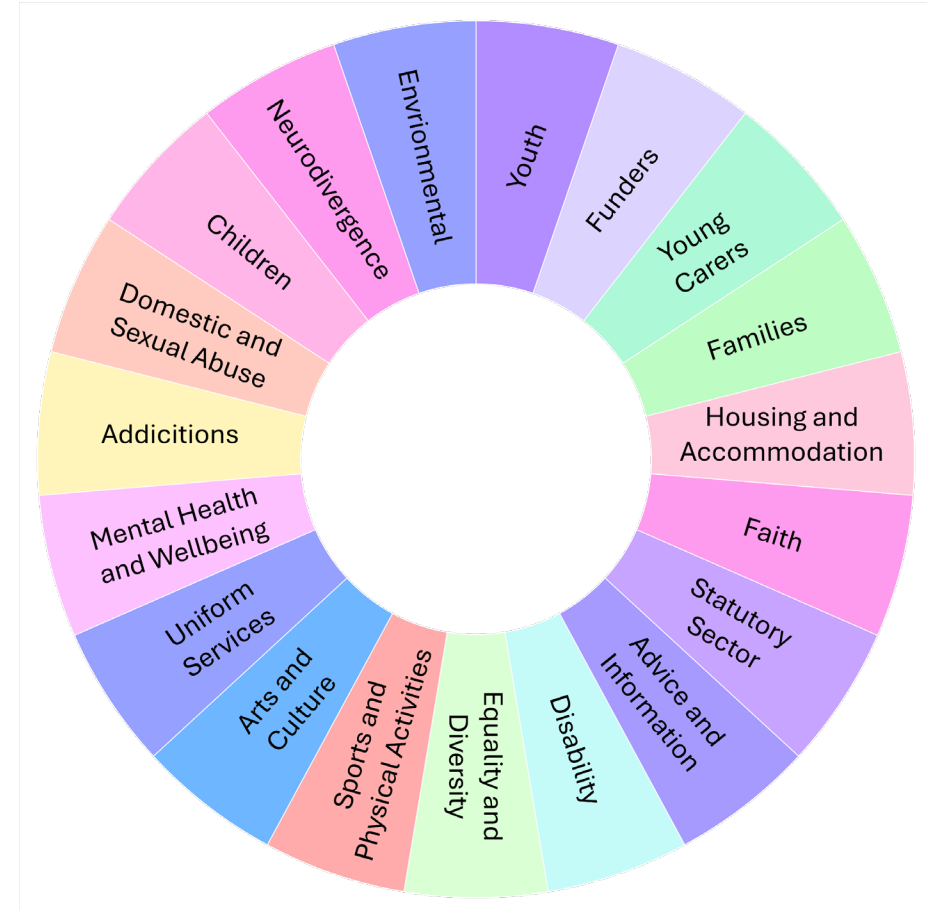 Youth
Funders
Young
Carers
Families
Housing and
Accommodation
Faith
Statutory
Sector
Advice and
Information
Disability
Equality and
Diversity
Sports and
Physical Activities
Arts and
Culture
Uniform
Services
Mental Health
and Wellbeing
Addicitions
Domestic and
Sexual Abuse
Children
Neurodivergence
Envrionmental